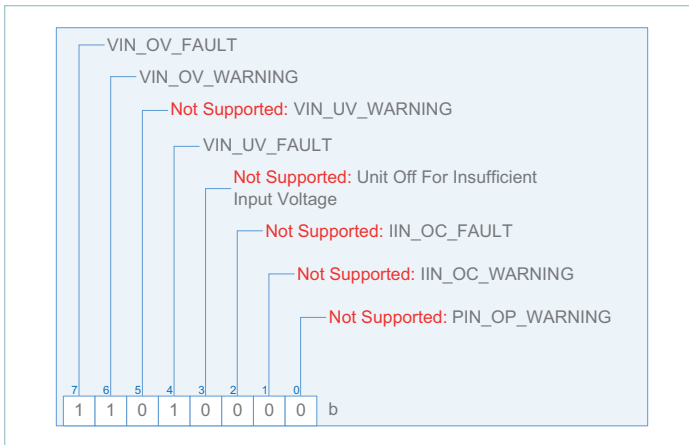 VIN_OV_FAULT
VIN_OV_WARNING
Not Supported: VIN_UV_WARNING
VIN_UV_FAULT
Not Supported: Unit Off For Insufficient
Input Voltage
Not Supported: IIN_OC_FAULT
Not Supported: IIN_OC_WARNING
Not Supported: PIN_OP_WARNING
7 6 5 4 3 2 1 0
1 1 0 1 0 0 0 0 b